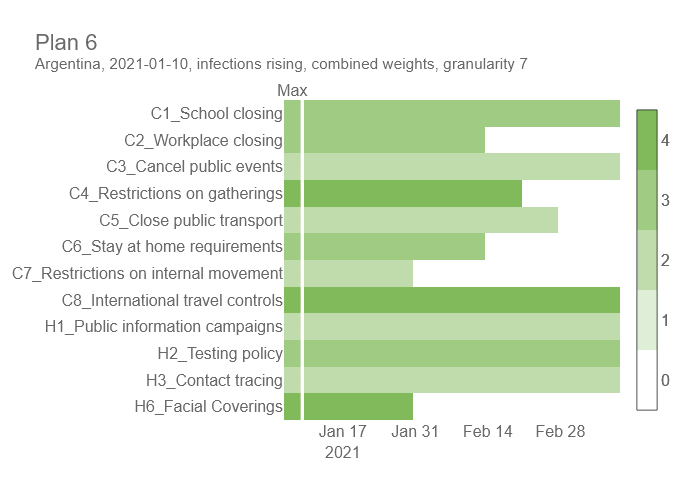 Plan 6
Argentina, 2021-01-10, infections rising, combined weights, granularity 7
Max
C1_School closing
C2_Workplace closing
C3_Cancel public events
C4_Restrictions on gatherings
C5_Close public transport
C6_Stay at home requirements
C7_Restrictions on internal movement
C8_International travel controls
H1_Public information campaigns
H2_Testing policy
H3_Contact tracing
H6_Facial Coverings
Jan 17 Jan 31 Feb 14 Feb 28
2021
4
3
2
1
0